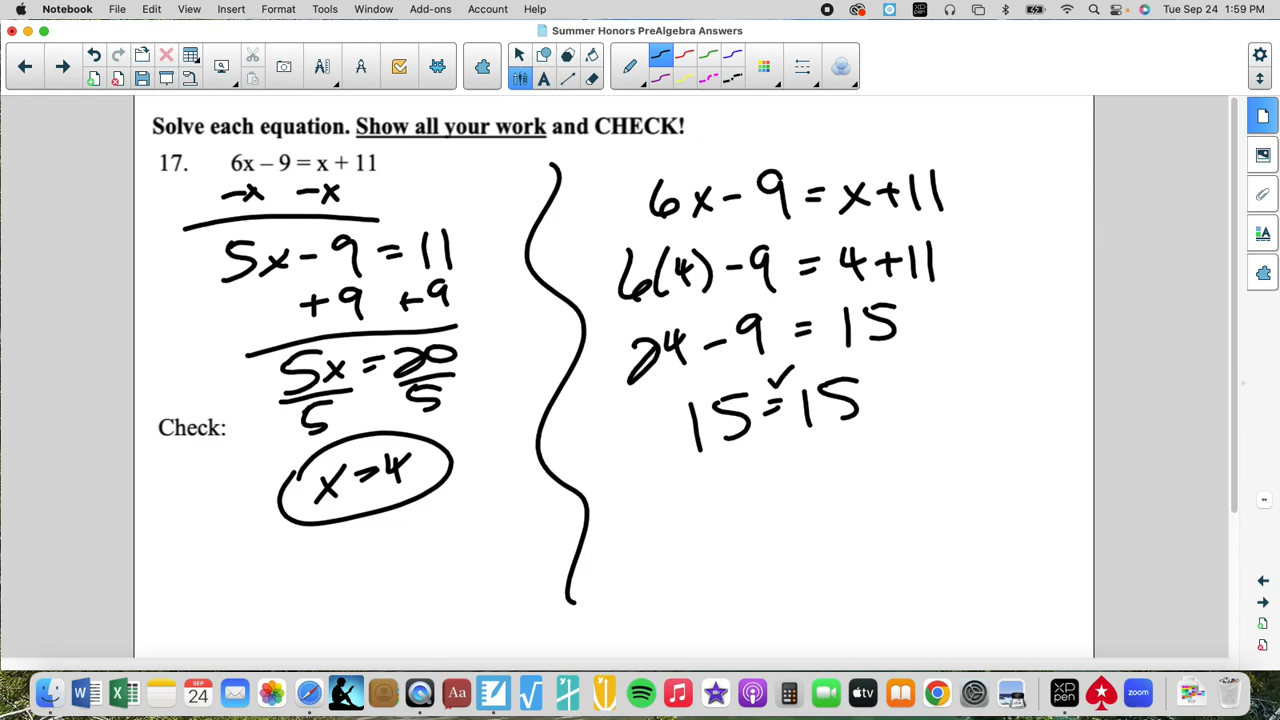 Notebook File Edit View Insert Format Tools Window Add-ons Account Help Tue Sep 24 1:59 PM
Summer Honors PreAlgebra Answers
Solve each equation. Show all your work and CHECK!
17. 6x – 9 = x + 11
-x -x
5x - 9 = 11
+9 +9
5x = 20
5 5
Check:
x = 4
6x - 9 = x + 11
6(4) - 9 = 4 + 11
24 - 9 = 15
15 = 15 ✓
SEP
24
zoom